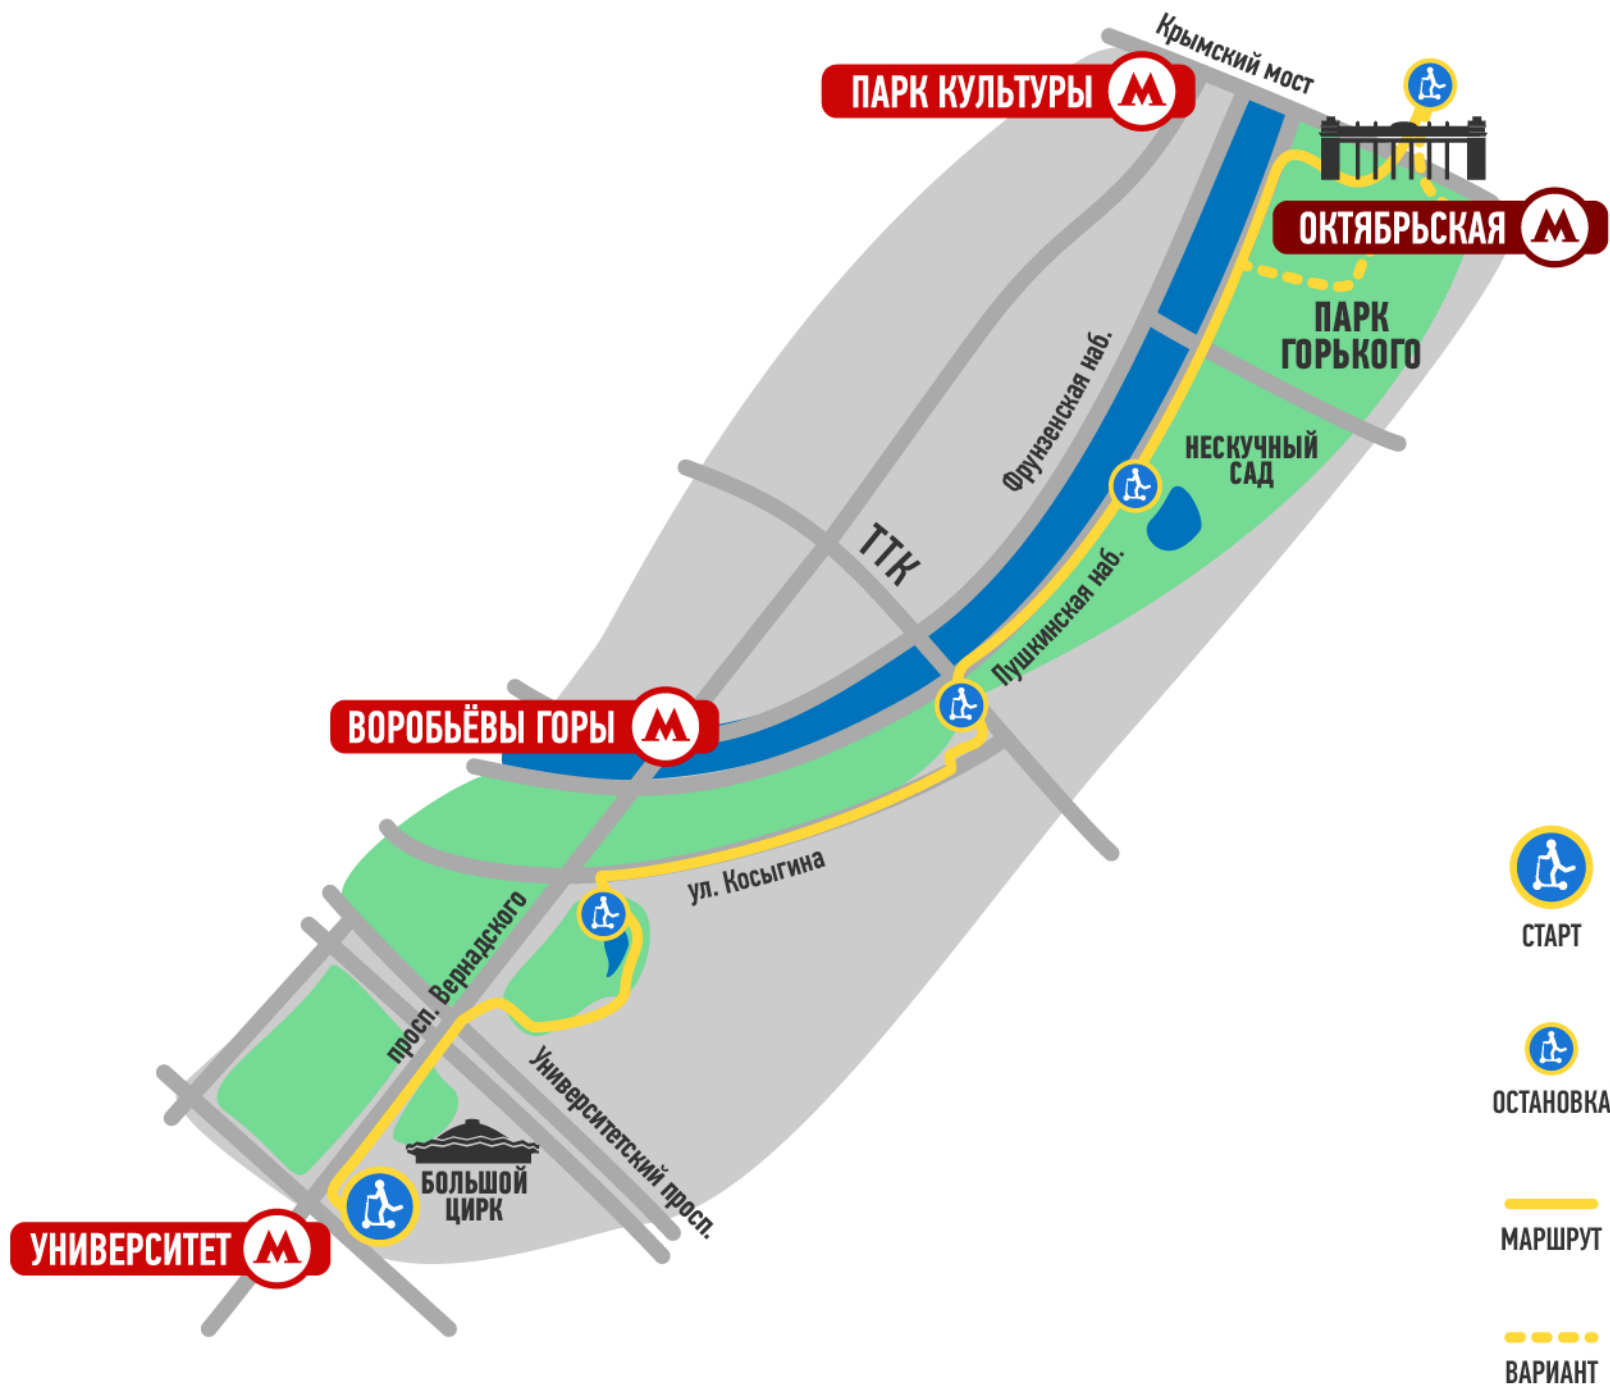 Крымский мост
ПАРК КУЛЬТУРЫ
М
ОКТЯБРЬСКАЯ
М
ПАРК
ГОРЬКОГО
Фрунзенская наб.
НЕСКУЧНЫЙ
САД
ТТК
Пушкинская наб.
ВОРОБЬЁВЫ ГОРЫ
М
ул. Косыгина
просп. Вернадского
Университетский просп.
БОЛЬШОЙ
ЦИРК
УНИВЕРСИТЕТ
М
СТАРТ
ОСТАНОВКА
МАРШРУТ
ВАРИАНТ